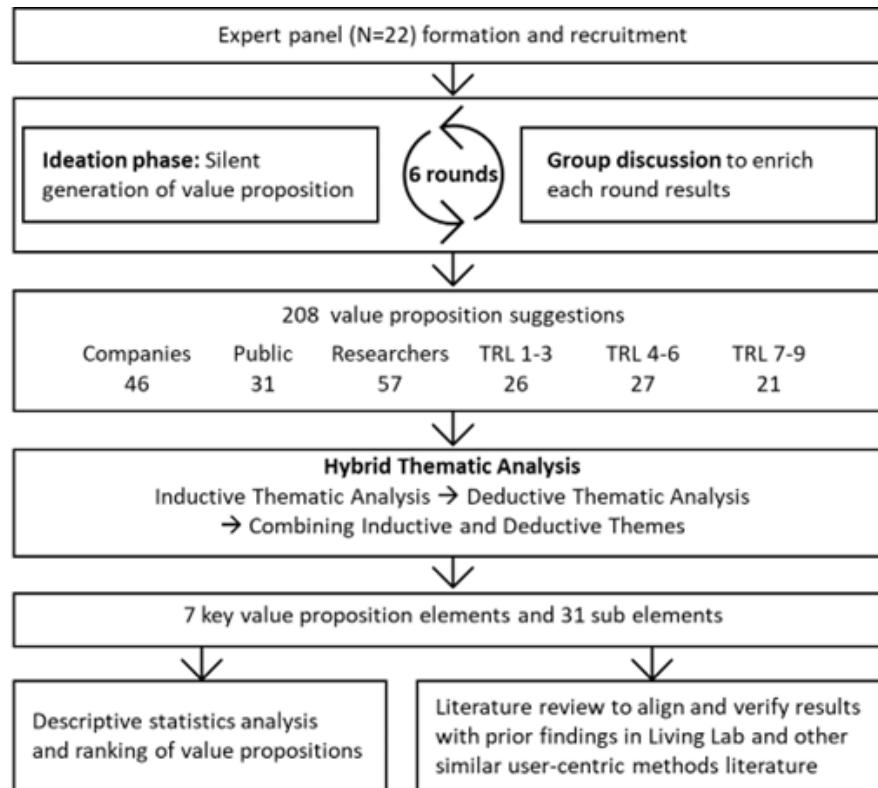 Expert panel (N=22) formation and recruitment
Ideation phase: Silent
generation of value proposition
6 rounds
Group discussion to enrich
each round results
208 value proposition suggestions
Companies Public Researchers TRL 1-3 TRL 4-6 TRL 7-9
46 31 57 26 27 21
Hybrid Thematic Analysis
Inductive Thematic Analysis → Deductive Thematic Analysis
→ Combining Inductive and Deductive Themes
7 key value proposition elements and 31 sub elements
Descriptive statistics analysis
and ranking of value propositions
Literature review to align and verify results
with prior findings in Living Lab and other
similar user-centric methods literature